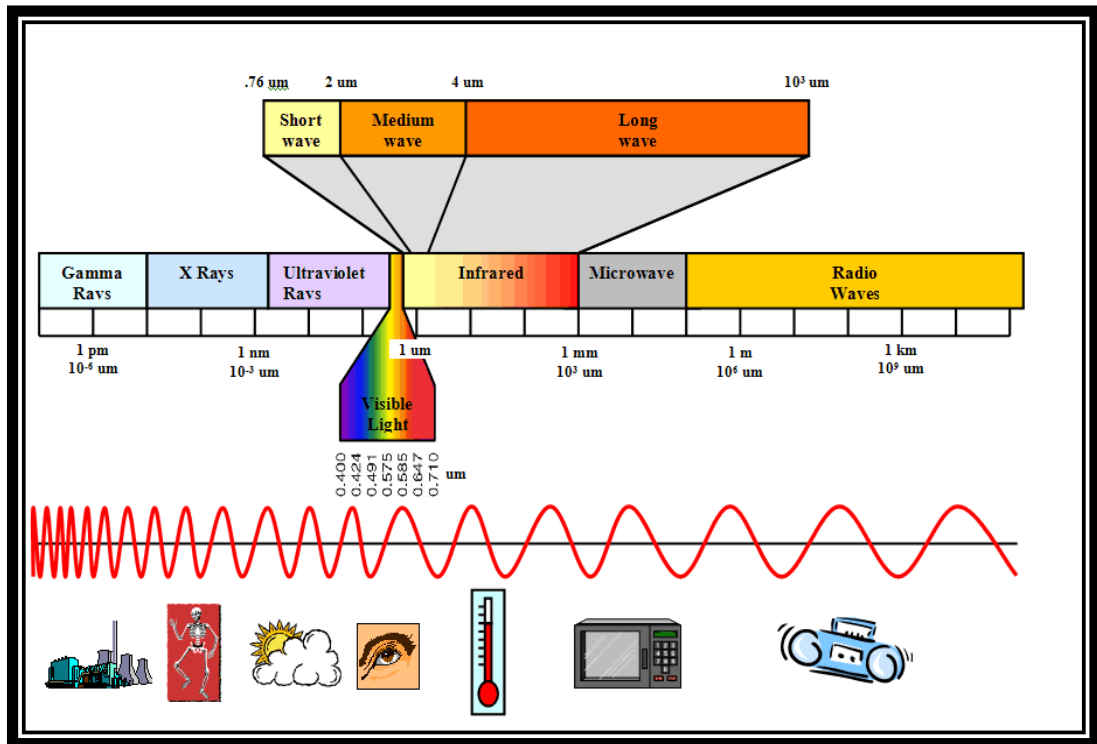 .76 um 2 um 4 um 10³ um
Short
wave
Medium
wave
Long
wave
Gamma
Ravs
X Rays
Ultraviolet
Ravs
Infrared
Microwave
Radio
Waves
1 pm
10⁻⁶ um
1 nm
10⁻³ um
1 um
1 mm
10³ um
1 m
10⁶ um
1 km
10⁹ um
Visible
Light
0.400
0.424
0.491
0.575
0.585
0.647
0.710
um